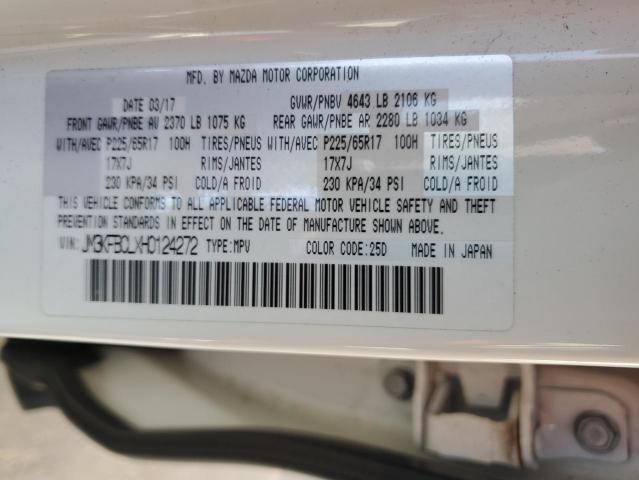 MFD. BY MAZDA MOTOR CORPORATION
DATE 03/17 GVWR/PNBV 4643 LB 2106 KG
FRONT GAWR/PNBE AV 2370 LB 1075 KG REAR GAWR/PNBE AR 2280 LB 1034 KG
WITH/AVEC P225/65R17 100H TIRES/PNEUS WITH/AVEC P225/65R17 100H TIRES/PNEUS
17X7J RIMS/JANTES 17X7J RIMS/JANTES
230 KPA/34 PSI COLD/A FROID 230 KPA/34 PSI COLD/A FROID
THIS VEHICLE CONFORMS TO ALL APPLICABLE FEDERAL MOTOR VEHICLE SAFETY AND THEFT
PREVENTION STANDARDS IN EFFECT ON THE DATE OF MANUFACTURE SHOWN ABOVE.
VIN: JM3KFBCLXH0124272 TYPE:MPV COLOR CODE:25D MADE IN JAPAN